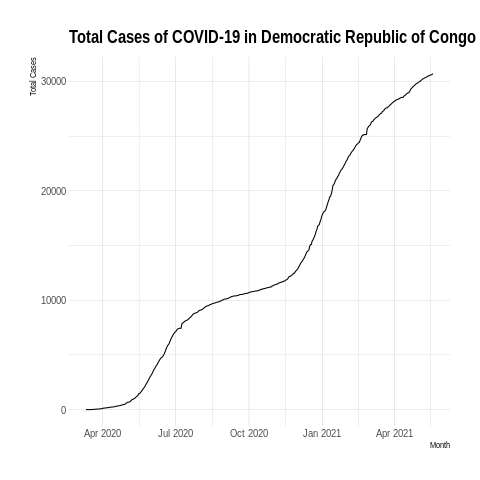 Total Cases of COVID-19 in Democratic Republic of Congo
Total Cases
30000
20000
10000
0
Apr 2020 Jul 2020 Oct 2020 Jan 2021 Apr 2021
Month